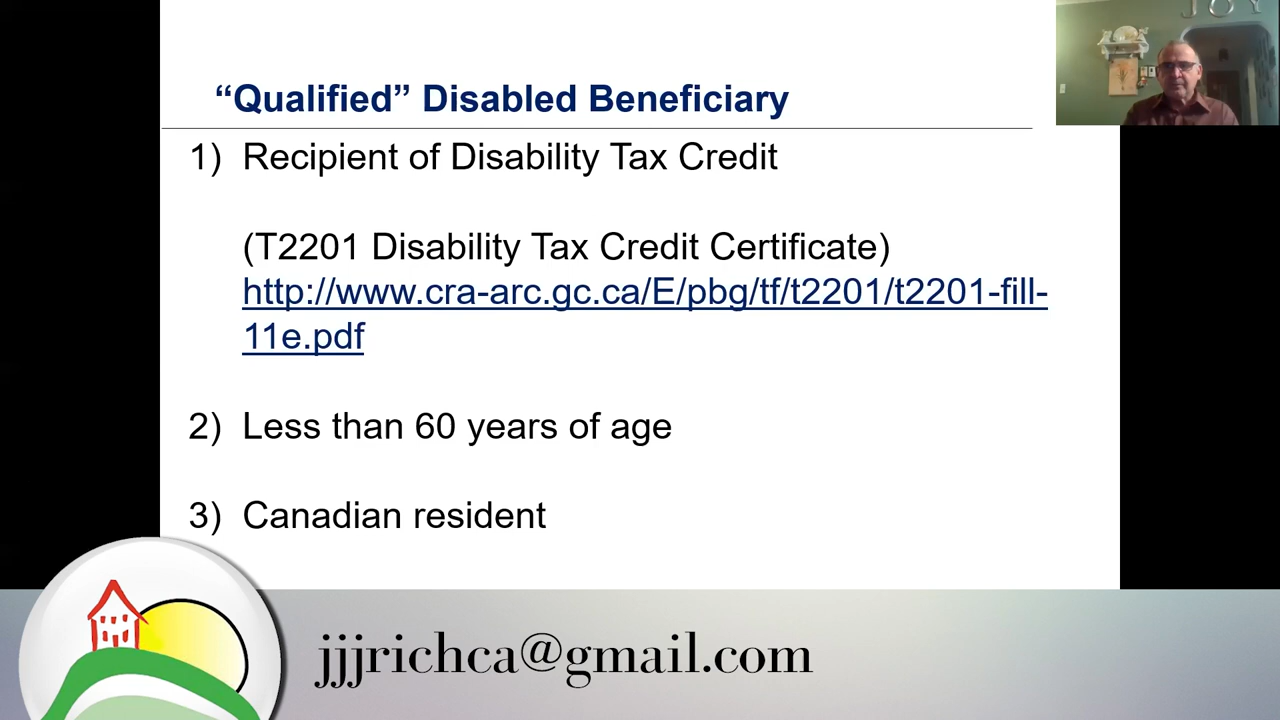 JOY
“Qualified” Disabled Beneficiary
1) Recipient of Disability Tax Credit
(T2201 Disability Tax Credit Certificate)
http://www.cra-arc.gc.ca/E/pbg/tf/t2201/t2201-fill-
11e.pdf
2) Less than 60 years of age
3) Canadian resident
jjjrichca@gmail.com